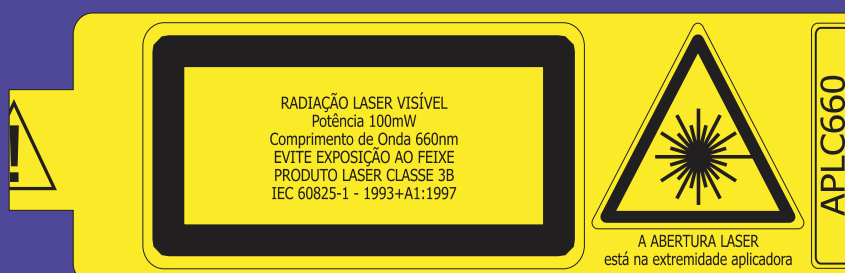 !
RADIAÇÃO LASER VISÍVEL
Potência 100mW
Comprimento de Onda 660nm
EVITE EXPOSIÇÃO AO FEIXE
PRODUTO LASER CLASSE 3B
IEC 60825-1 - 1993+A1:1997
A ABERTURA LASER
está na extremidade aplicadora
APLC660